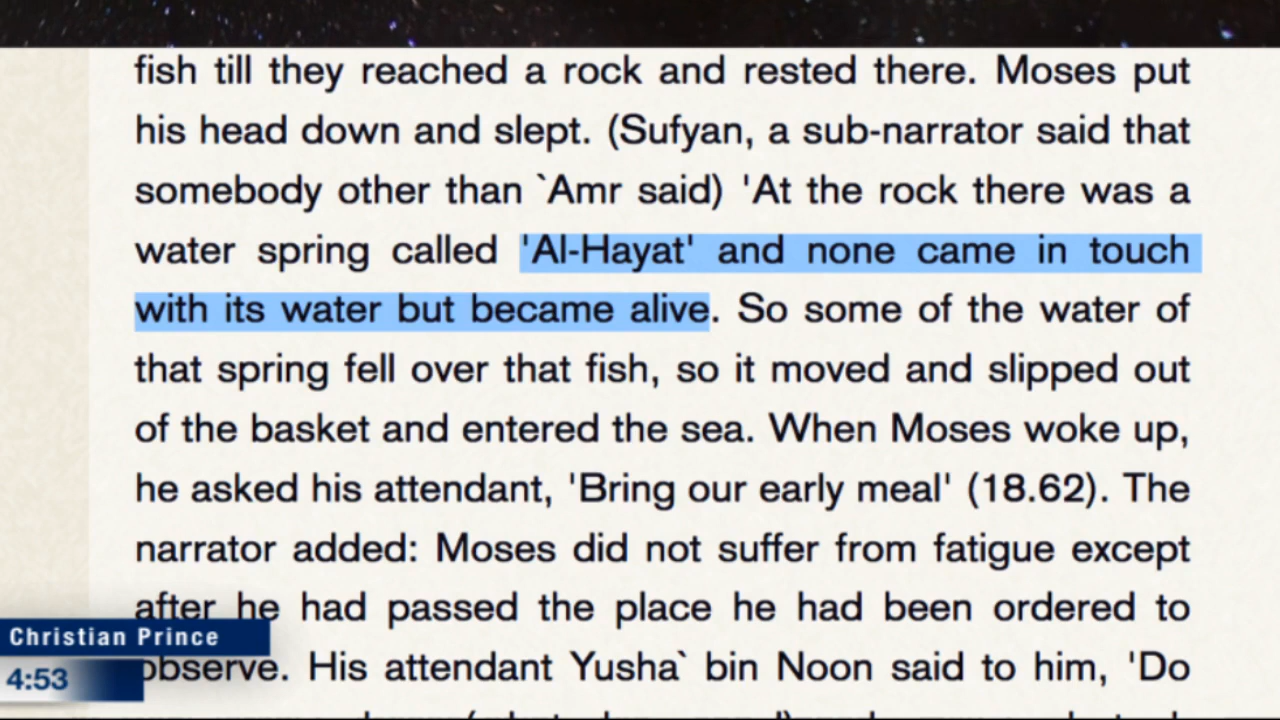 fish till they reached a rock and rested there. Moses put
his head down and slept. (Sufyan, a sub-narrator said that
somebody other than `Amr said) 'At the rock there was a
water spring called 'Al-Hayat' and none came in touch
with its water but became alive. So some of the water of
that spring fell over that fish, so it moved and slipped out
of the basket and entered the sea. When Moses woke up,
he asked his attendant, 'Bring our early meal' (18.62). The
narrator added: Moses did not suffer from fatigue except
after he had passed the place he had been ordered to
Christian Prince
observe. His attendant Yusha` bin Noon said to him, 'Do
4:53